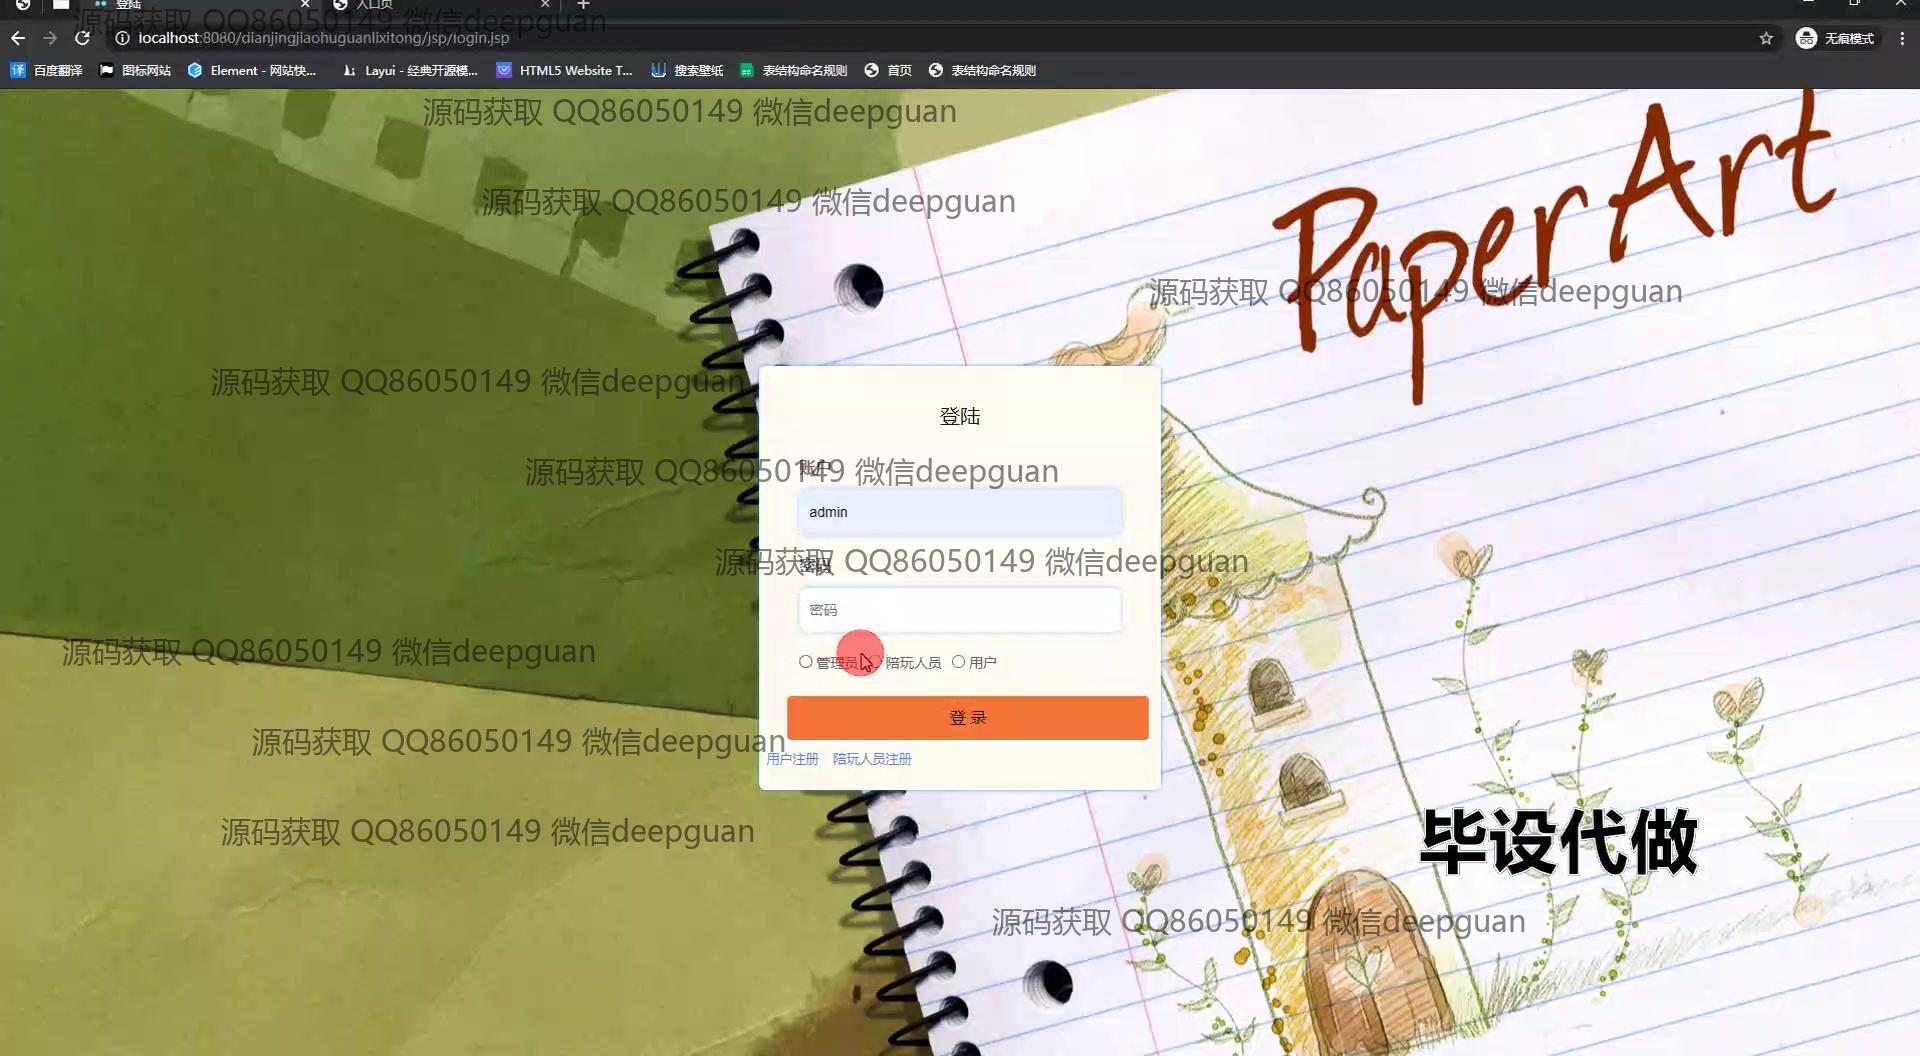 登陆
入口页
源码获取 QQ86050149 微信deepguan
localhost:8080/dianjingjiaohuguanlixitong/jsp/login.jsp
无痕模式
百度翻译 图标网站 Element - 网站快... Layui - 经典开源模... HTML5 Website T... 搜索壁纸 表结构命名规则 首页 表结构命名规则
源码获取 QQ86050149 微信deepguan
源码获取 QQ86050149 微信deepguan
Paper Art
源码获取 QQ86050149 微信deepguan
源码获取 QQ86050149 微信deepguan
登陆
账户
源码获取 QQ86050149 微信deepguan
admin
源码获取 QQ86050149 微信deepguan
密码
密码
源码获取 QQ86050149 微信deepguan
管理员 陪玩人员 用户
登 录
源码获取 QQ86050149 微信deepguan
用户注册 陪玩人员注册
源码获取 QQ86050149 微信deepguan
毕设代做
源码获取 QQ86050149 微信deepguan